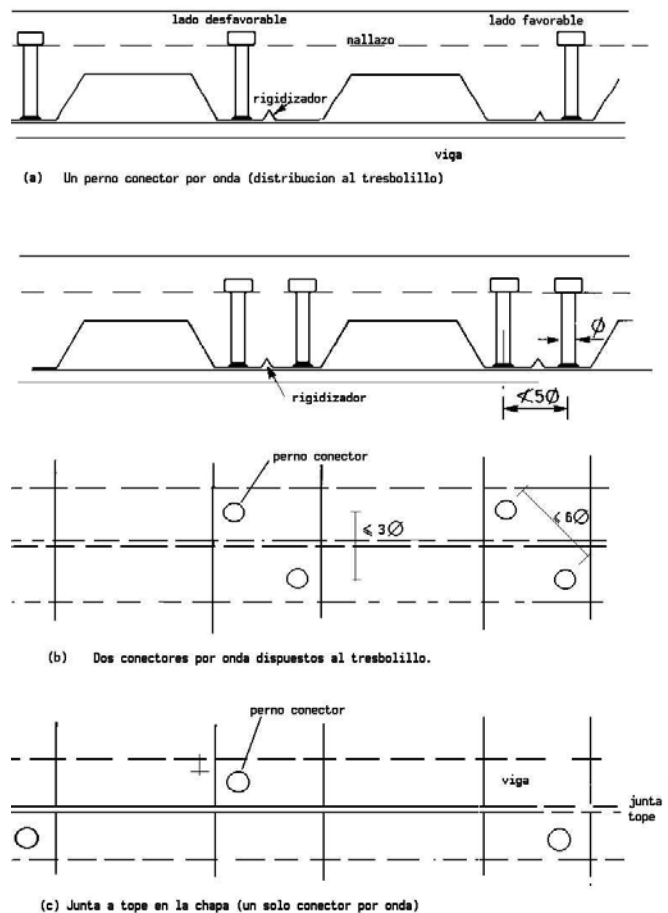 lado desfavorable
lado favorable
mallazo
rigidizador
viga
(a) Un perno conector por onda (distribucion al tresbolillo)
Ø
rigidizador
≮5Ø
perno conector
⩽ 3Ø
⩽ 6Ø
(b) Dos conectores por onda dispuestos al tresbolillo.
perno conector
viga
junta
tope
(c) Junta a tope en la chapa (un solo conector por onda)